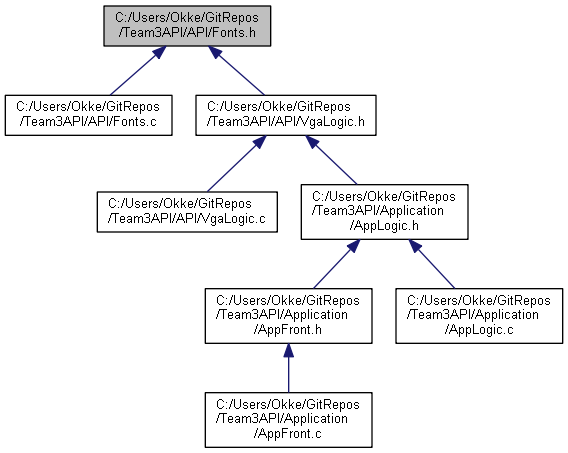 C:/Users/Okke/GitRepos
/Team3API/API/Fonts.h
C:/Users/Okke/GitRepos
/Team3API/API/Fonts.c
C:/Users/Okke/GitRepos
/Team3API/API/VgaLogic.h
C:/Users/Okke/GitRepos
/Team3API/API/VgaLogic.c
C:/Users/Okke/GitRepos
/Team3API/Application
/AppLogic.h
C:/Users/Okke/GitRepos
/Team3API/Application
/AppFront.h
C:/Users/Okke/GitRepos
/Team3API/Application
/AppLogic.c
C:/Users/Okke/GitRepos
/Team3API/Application
/AppFront.c